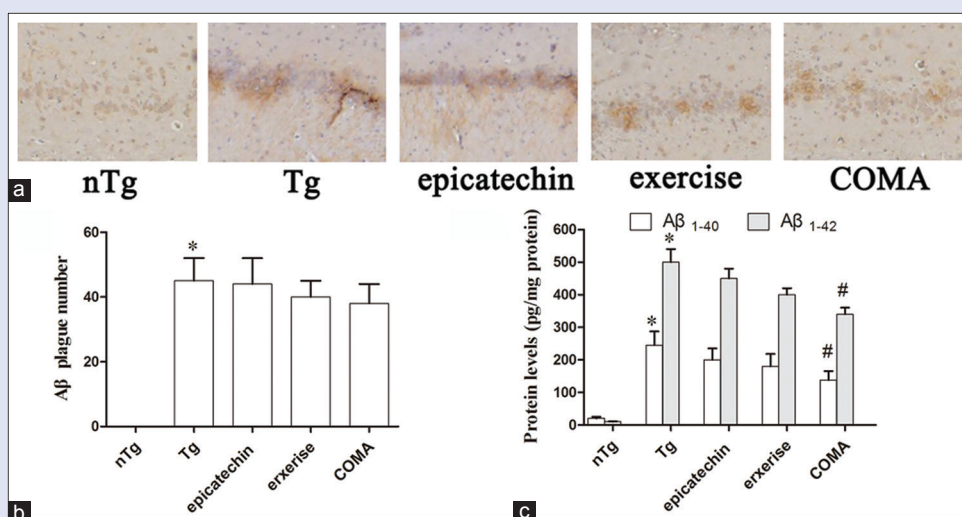 a
nTg
Tg
epicatechin
exercise
COMA
b
Aβ plague number
60
40
20
0
*
nTg
Tg
epicatechin
erxerise
COMA
c
Aβ 1-40
Aβ 1-42
Protein levels (pg/mg protein)
600
500
400
300
200
100
0
*
*
#
#
nTg
Tg
epicatechin
erxerise
COMA